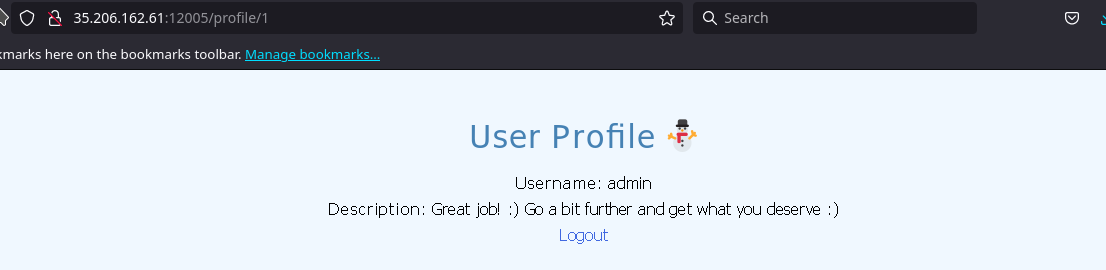 35.206.162.61:12005/profile/1
Search
kmarks here on the bookmarks toolbar. Manage bookmarks...
User Profile
Username: admin
Description: Great job! :) Go a bit further and get what you deserve :)
Logout